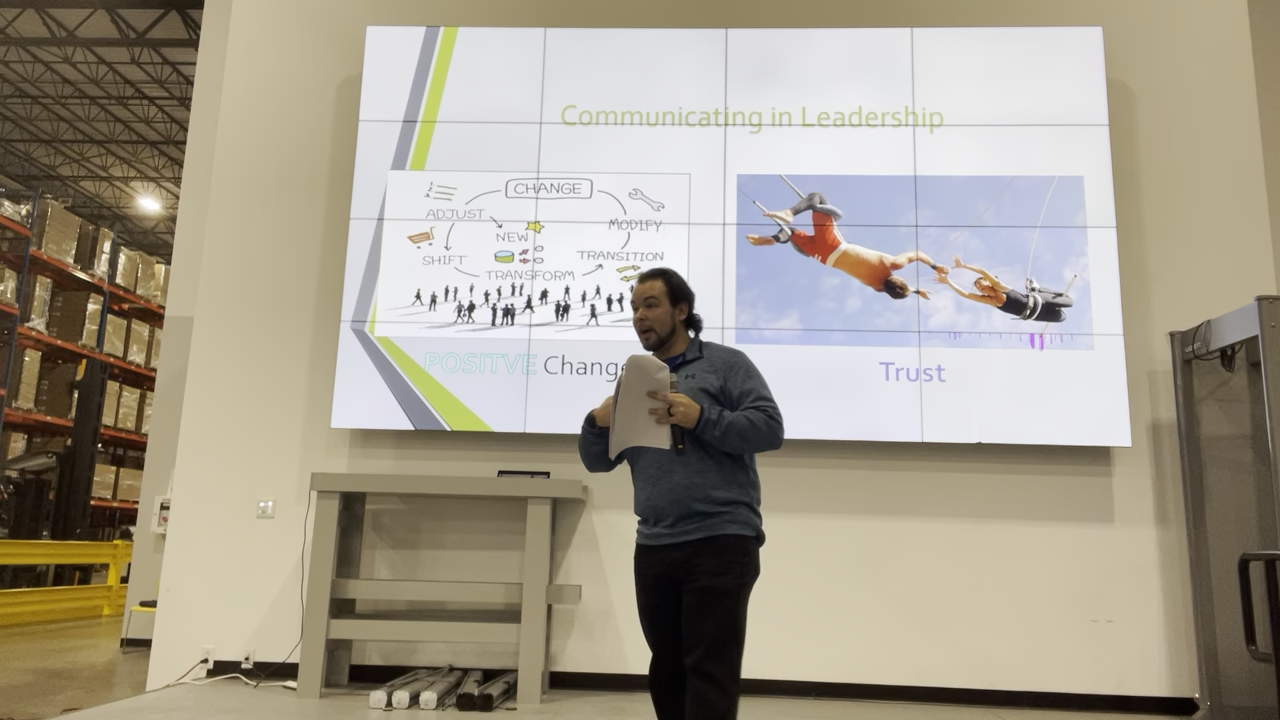 Communicating in Leadership
CHANGE
ADJUST
MODIFY
NEW
SHIFT
TRANSITION
TRANSFORM
POSITVE Change
Trust